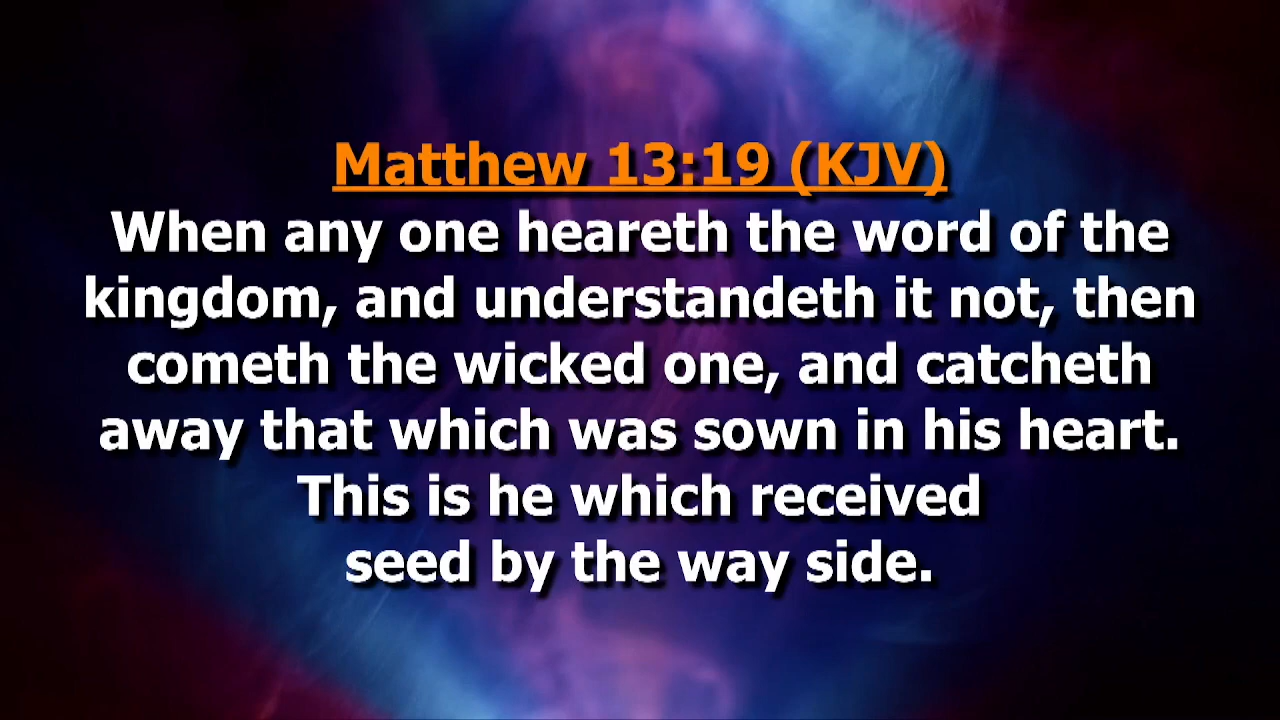 Matthew 13:19 (KJV)
When any one heareth the word of the
kingdom, and understandeth it not, then
cometh the wicked one, and catcheth
away that which was sown in his heart.
This is he which received
seed by the way side.